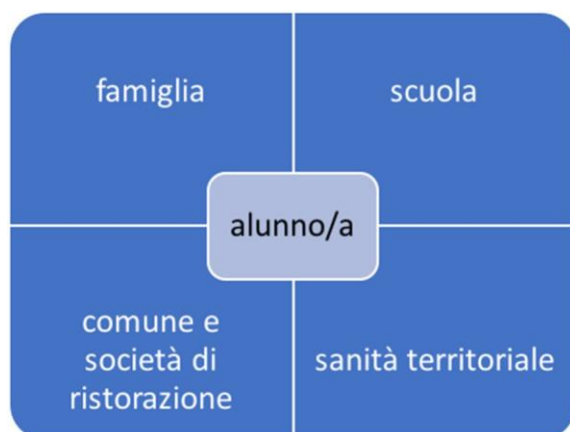 famiglia
scuola
alunno/a
comune e
società di
ristorazione
sanità territoriale